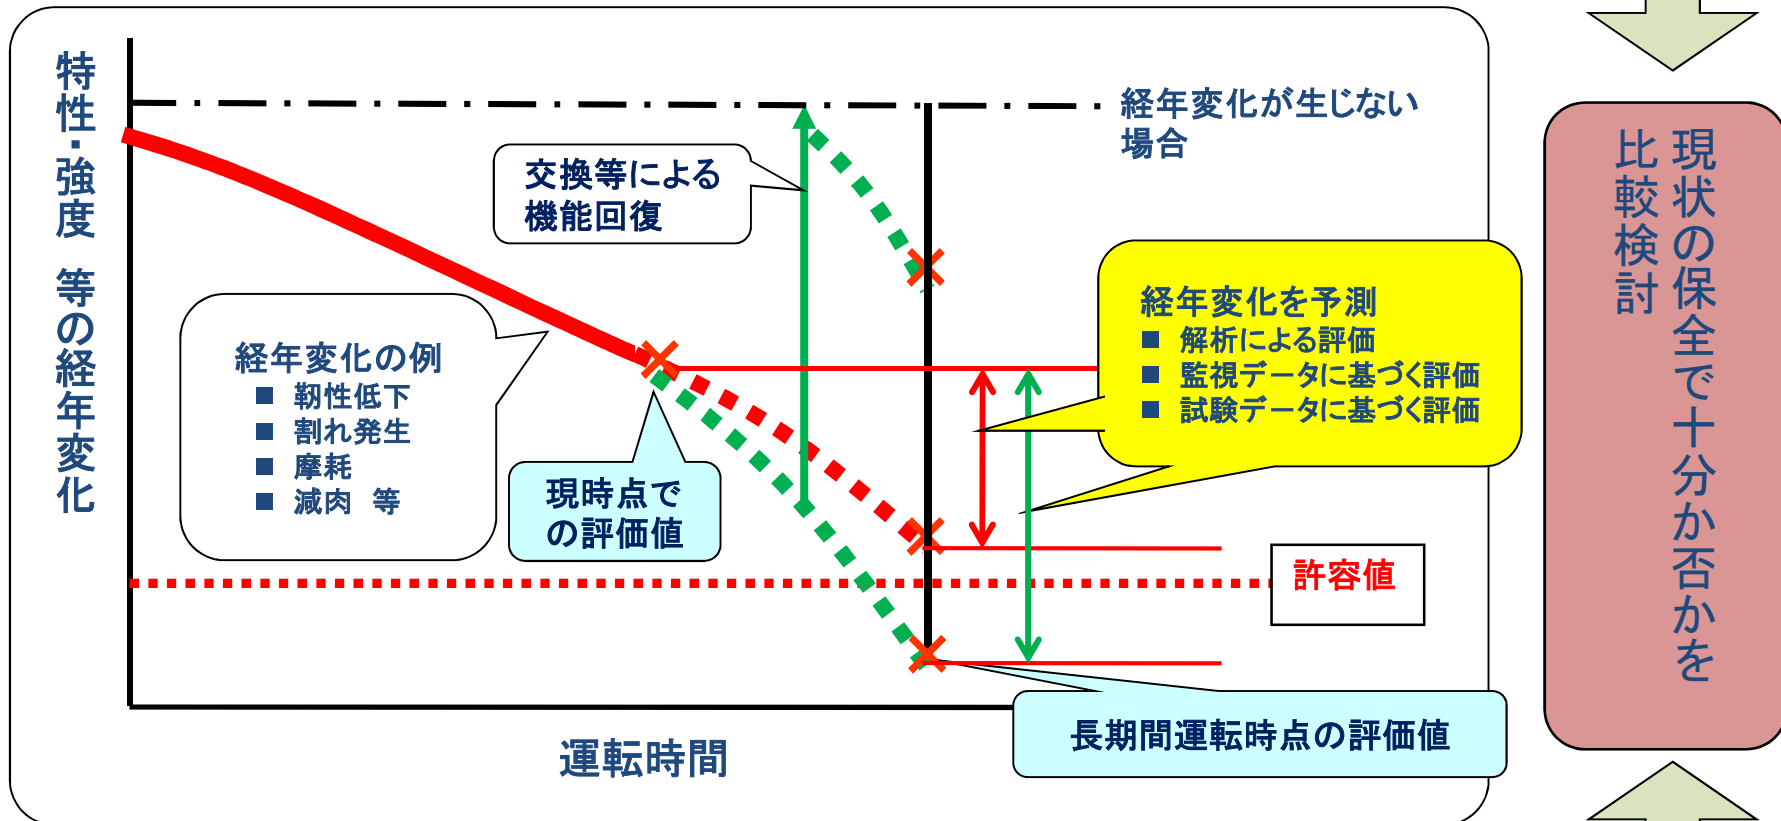 特性・強度 等の経年変化
経年変化が生じない
場合
交換等による
機能回復
経年変化を予測
■ 解析による評価
■ 監視データに基づく評価
■ 試験データに基づく評価
経年変化の例
■ 靭性低下
■ 割れ発生
■ 摩耗
■ 減肉 等
現時点で
の評価値
許容値
長期間運転時点の評価値
運転時間
現状の保全で十分か否かを
比較検討